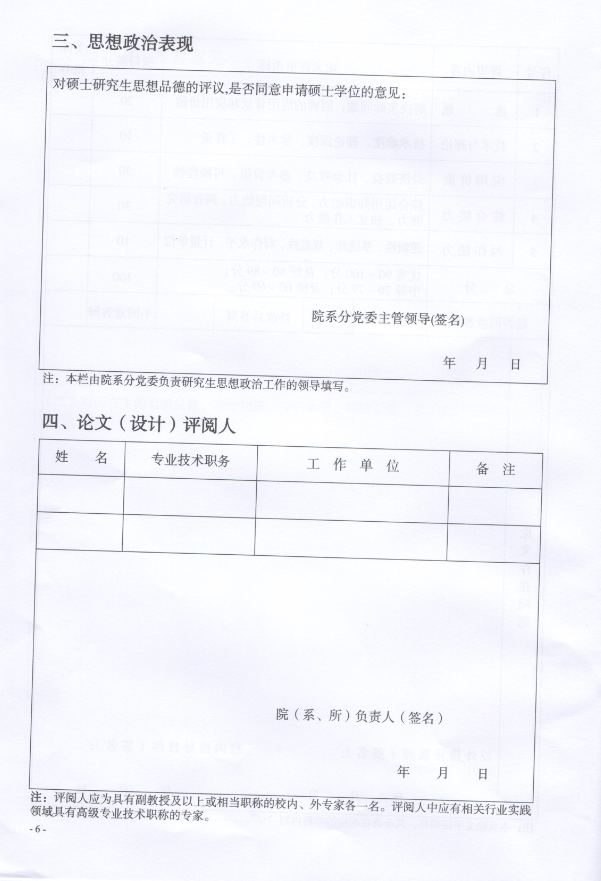 三、思想政治表现
对硕士研究生思想品德的评议,是否同意申请硕士学位的意见:
院系分党委主管领导(签名)
年 月 日
注: 本栏由院系分党委负责研究生思想政治工作的领导填写。
四、论文(设计)评阅人
姓 名 专业技术职务 工 作 单 位 备 注
院(系、所)负责人(签名)
年 月 日
注: 评阅人应为具有副教授及以上或相当职称的校内、外专家各一名。评阅人中应有相关行业实践
领域具有高级专业技术职称的专家。
- 6 -